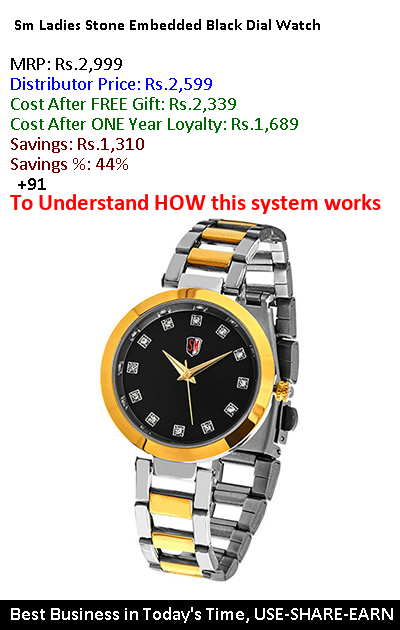 Sm Ladies Stone Embedded Black Dial Watch
MRP: Rs.2,999
Distributor Price: Rs.2,599
Cost After FREE Gift: Rs.2,339
Cost After ONE Year Loyalty: Rs.1,689
Savings: Rs.1,310
Savings %: 44%
+91
To Understand HOW this system works
SM
Best Business in Today's Time, USE-SHARE-EARN